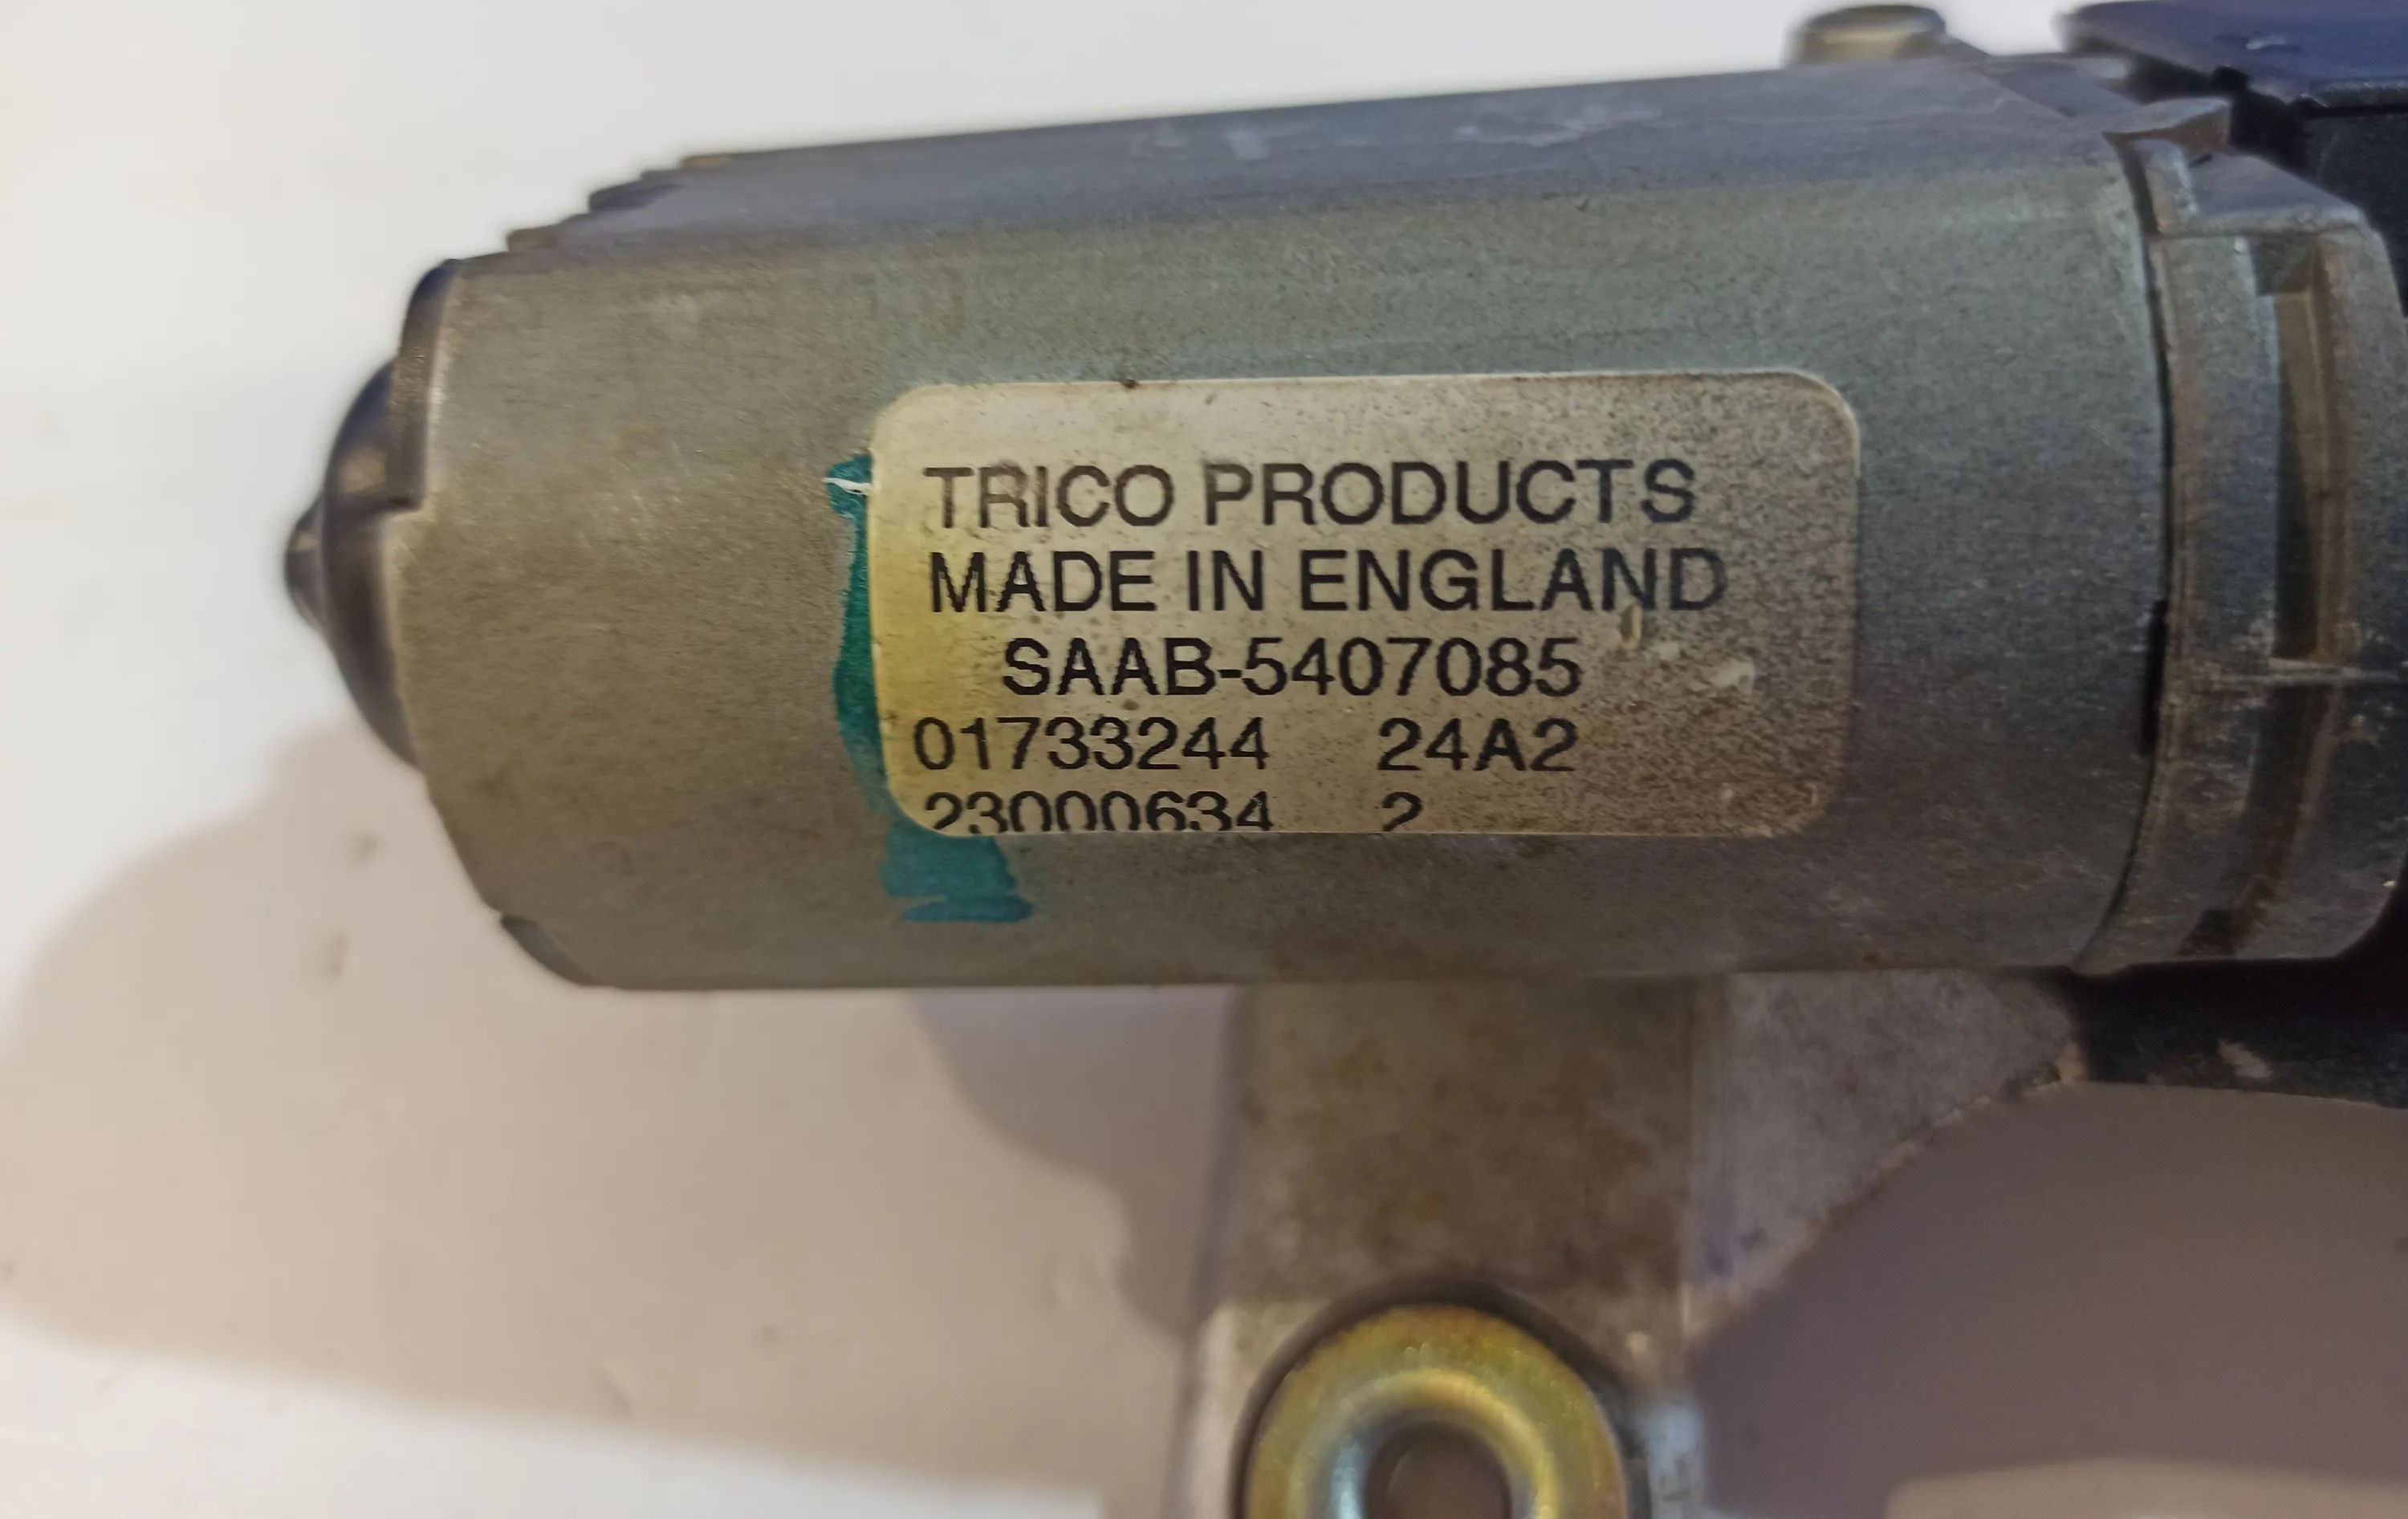 TRICO PRODUCTS
MADE IN ENGLAND
SAAB-5407085
01733244 24A2
23000634 2